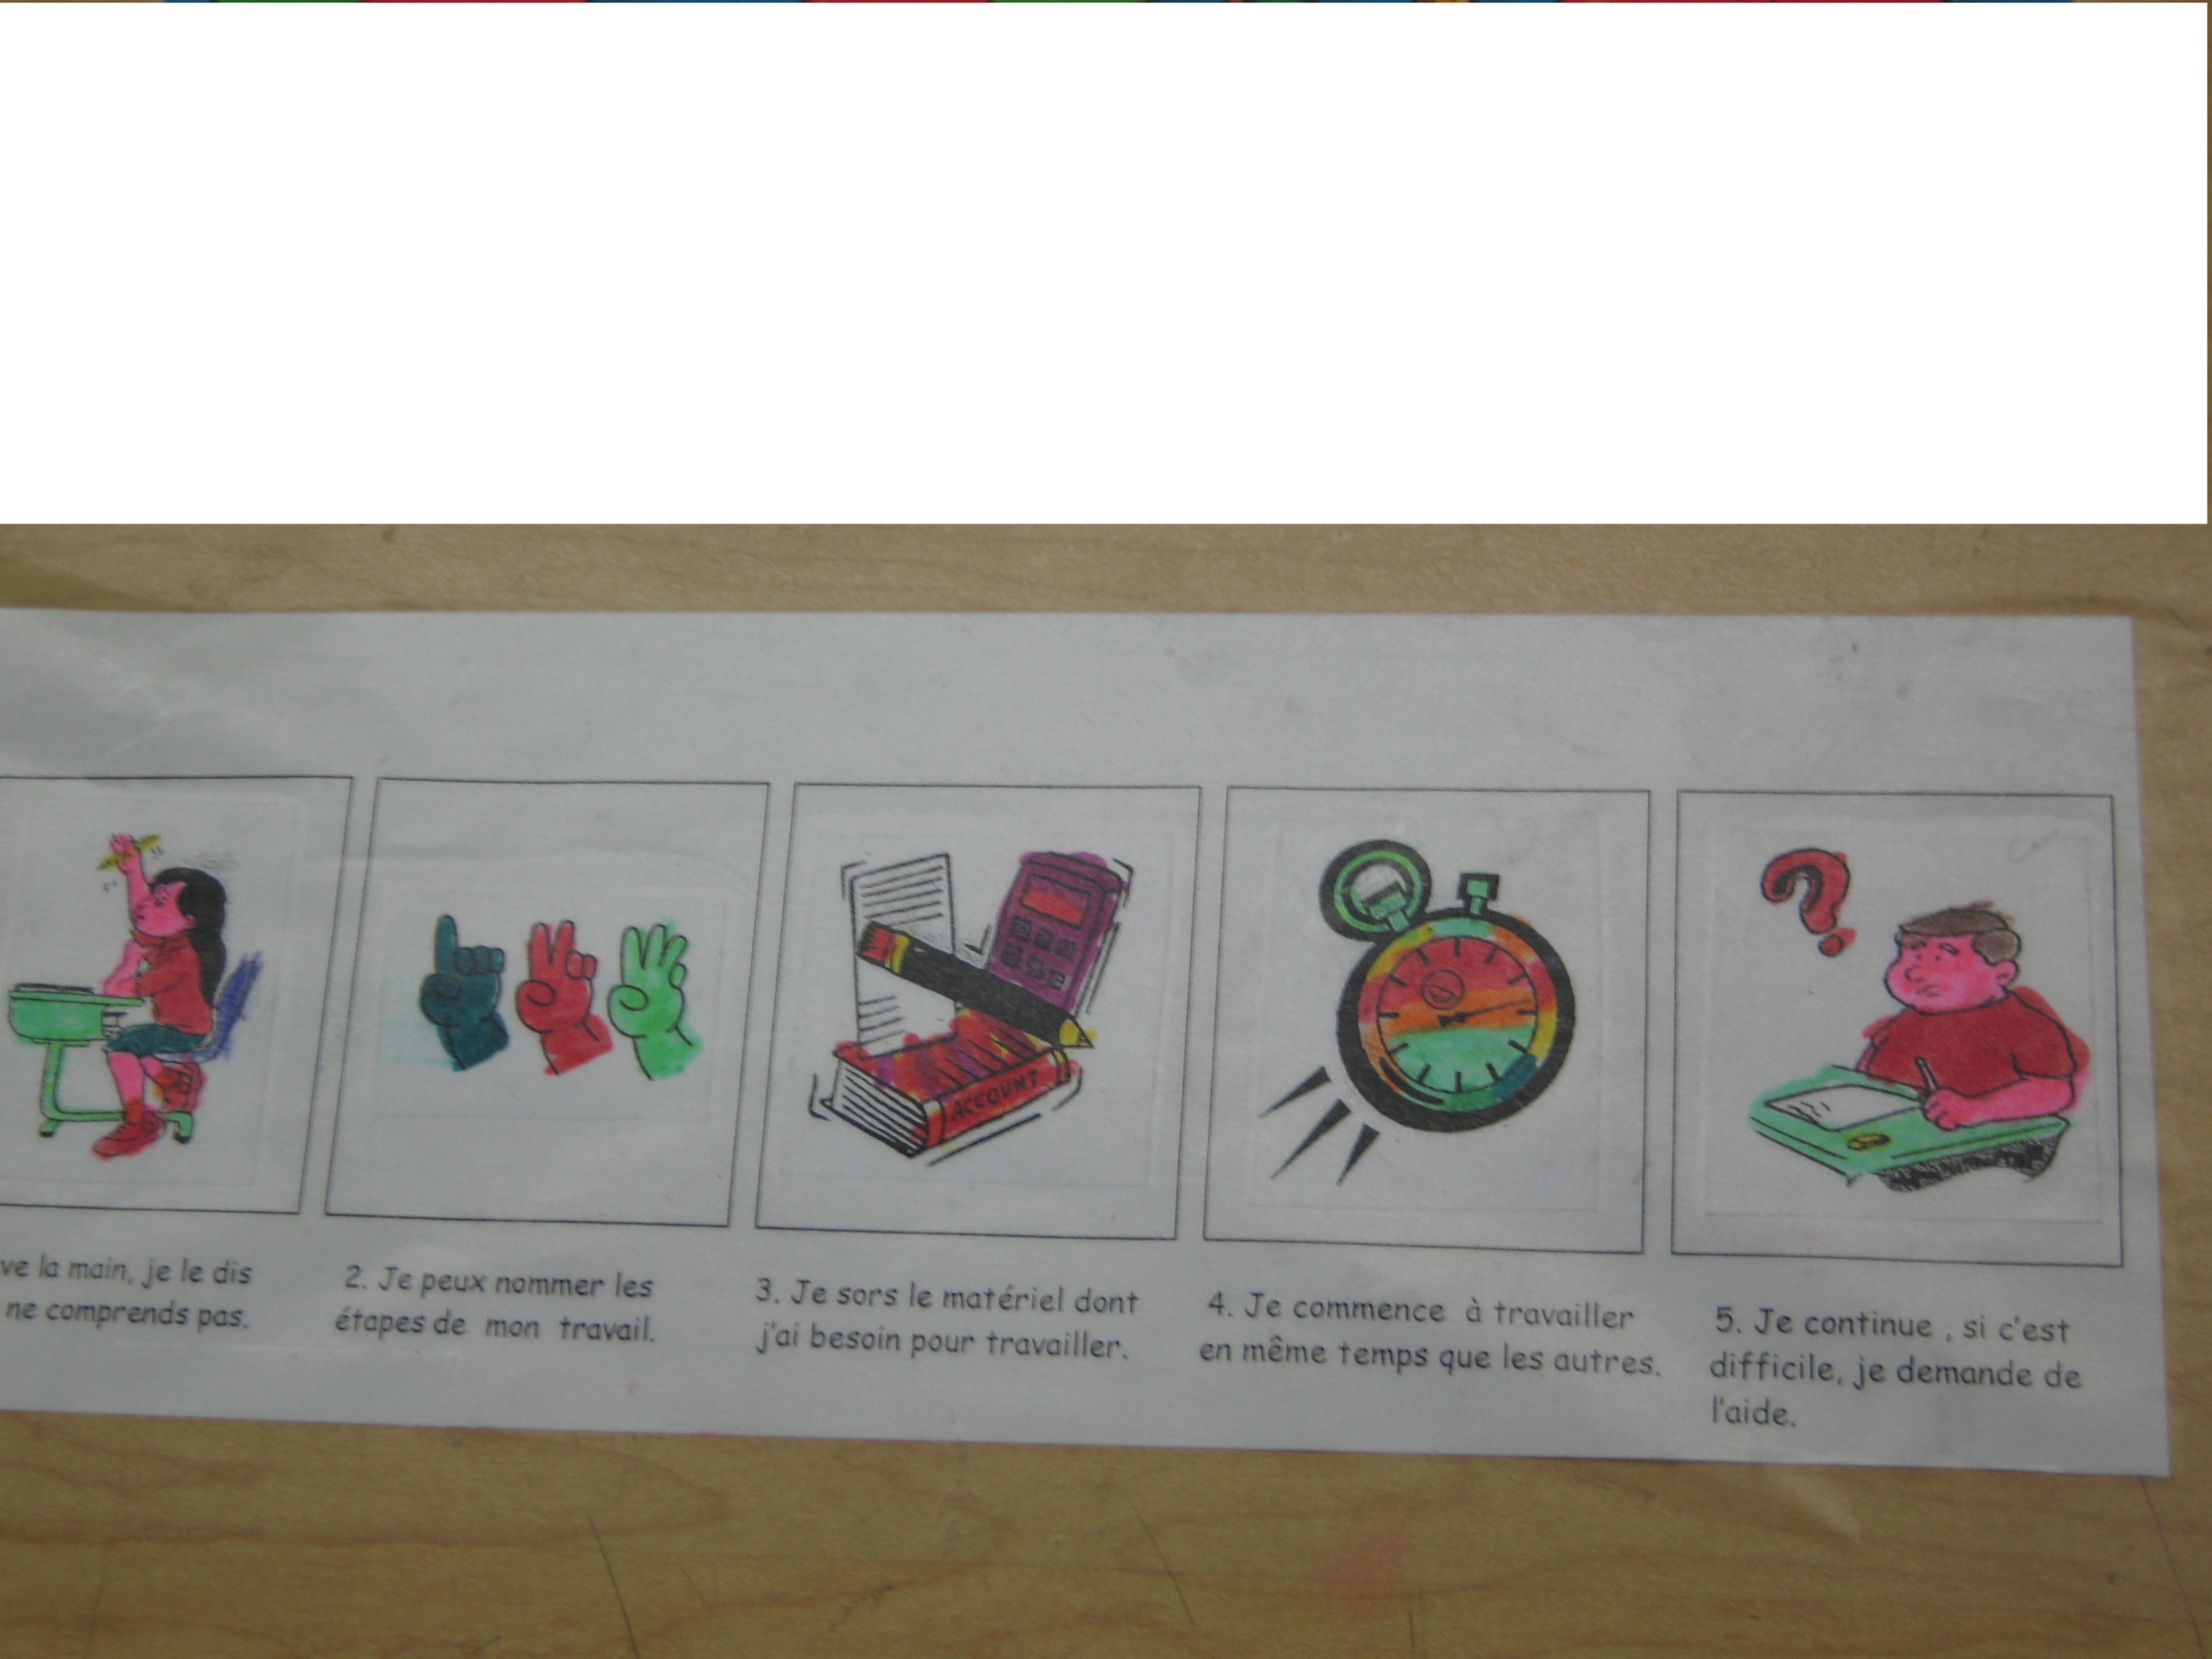 ve la main, je le dis
ne comprends pas.
2. Je peux nommer les
étapes de mon travail.
ACCOUNT
3. Je sors le matériel dont
j'ai besoin pour travailler.
4. Je commence à travailler
en même temps que les autres.
5. Je continue , si c'est
difficile, je demande de
l'aide.